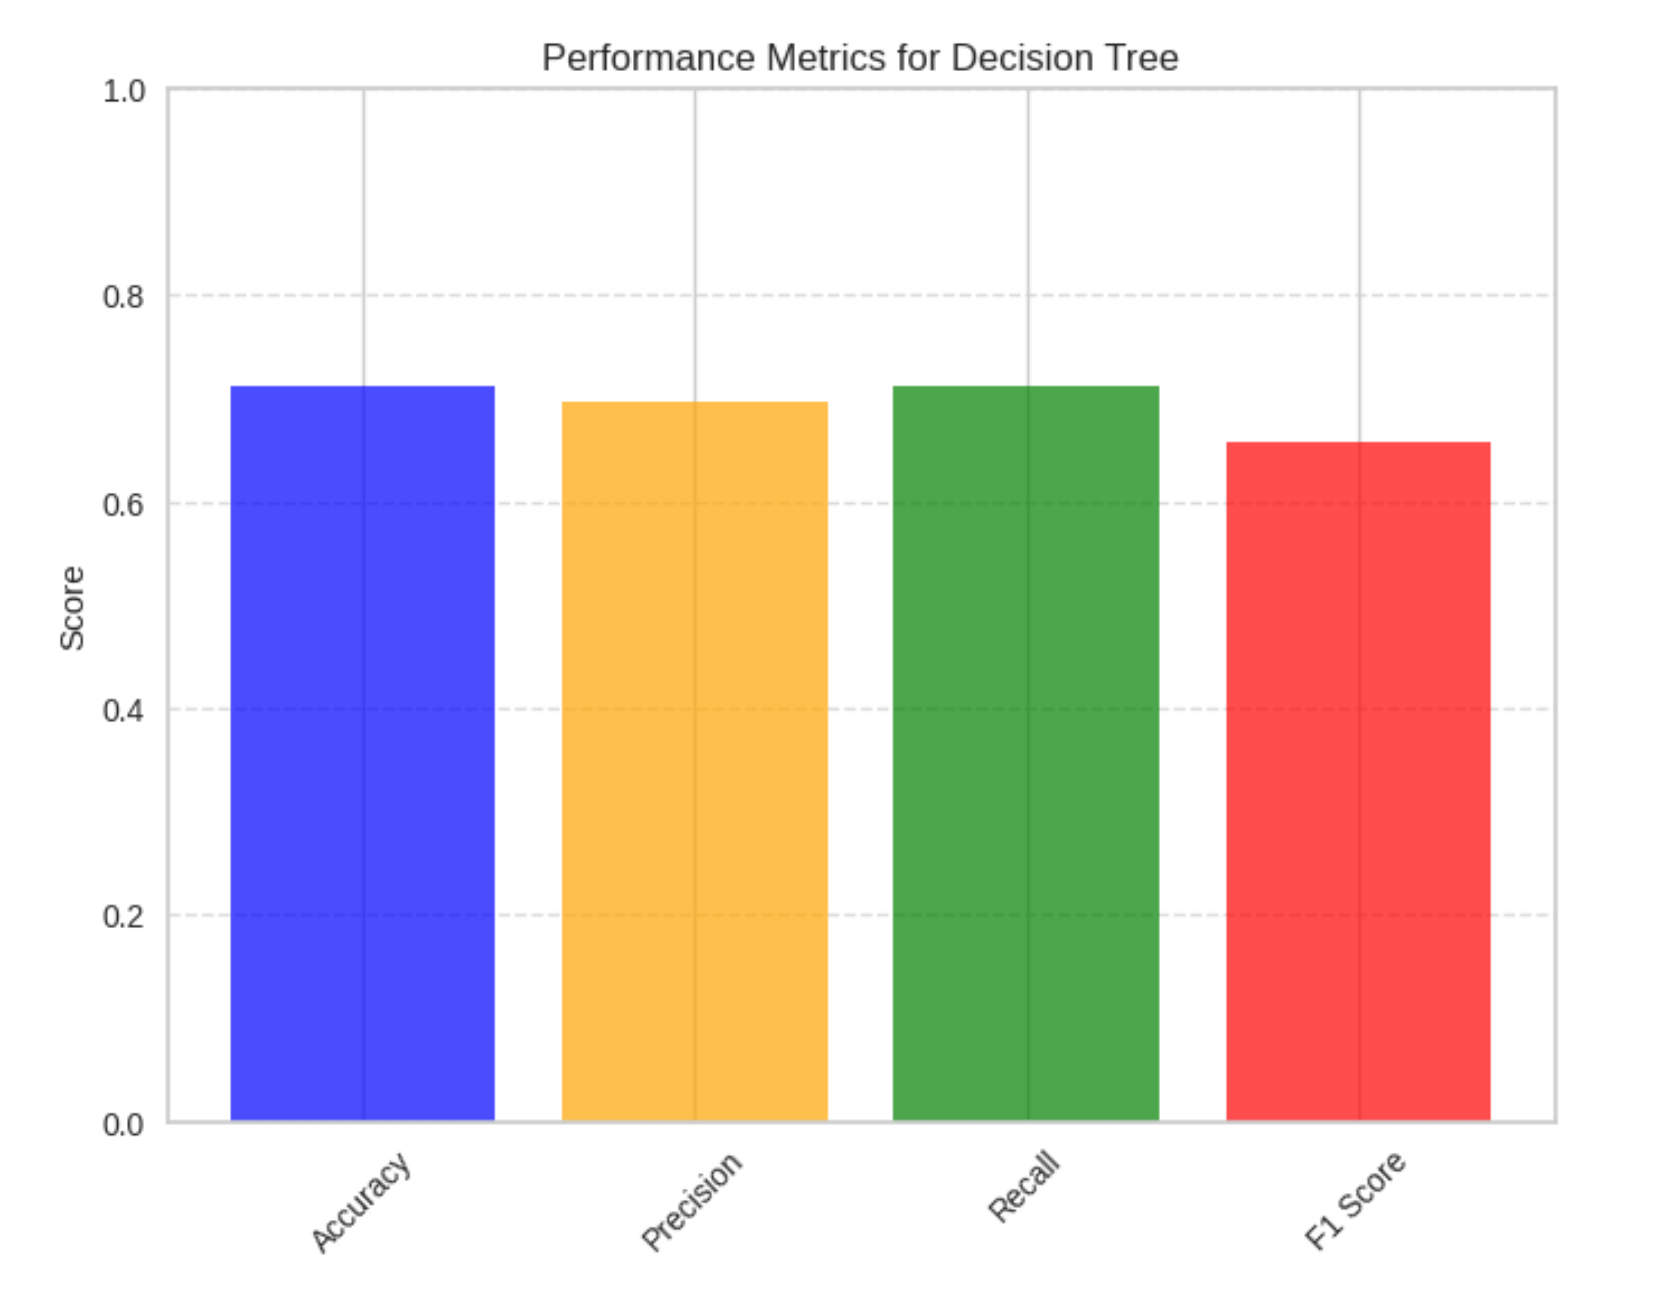 Performance Metrics for Decision Tree
1.0
0.8
0.6
0.4
0.2
0.0
Score
Accuracy
Precision
Recall
F1 Score